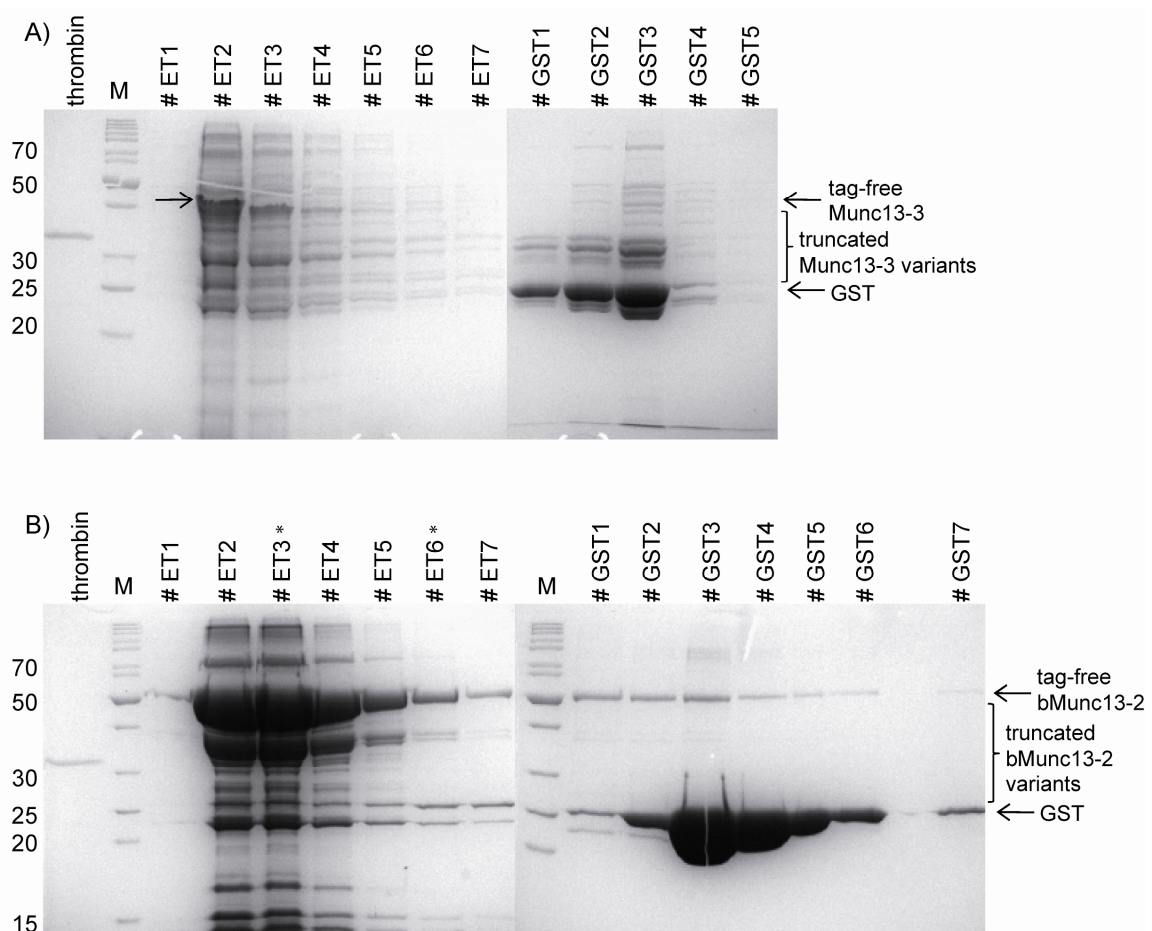 A)
thrombin
M
# ET1
# ET2
# ET3
# ET4
# ET5
# ET6
# ET7
# GST1
# GST2
# GST3
# GST4
# GST5
70
50
30
25
20
tag-free
Munc13-3
truncated
Munc13-3 variants
GST
B)
thrombin
M
# ET1
# ET2
# ET3*
# ET4
# ET5
# ET6*
# ET7
M
# GST1
# GST2
# GST3
# GST4
# GST5
# GST6
# GST7
70
50
30
25
20
15
tag-free
bMunc13-2
truncated
bMunc13-2
variants
GST